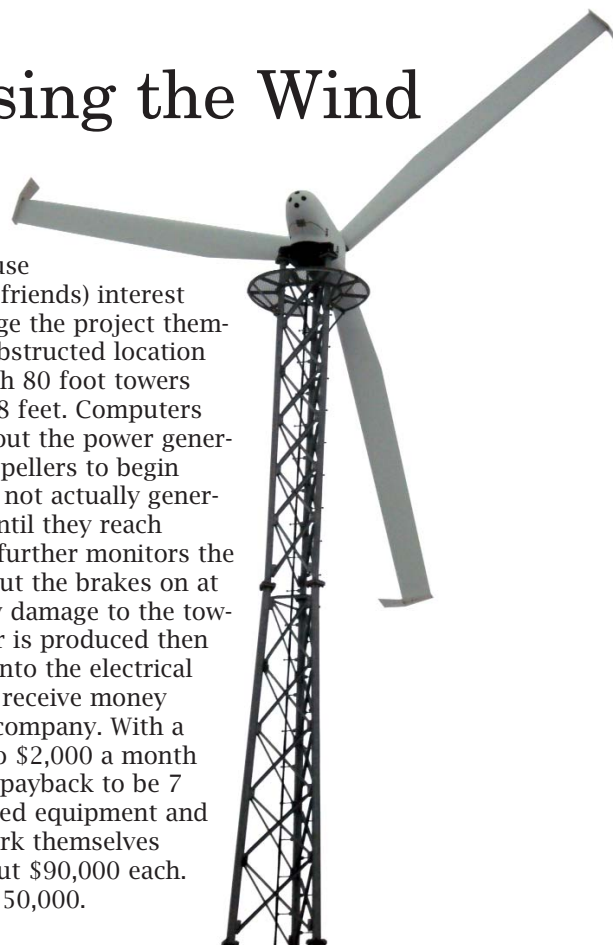 sing the Wind
use
friends) interest
ge the project them-
bstructed location
h 80 foot towers
8 feet. Computers
out the power gener-
pellers to begin
not actually gener-
ntil they reach
further monitors the
ut the brakes on at
y damage to the tow-
r is produced then
nto the electrical
receive money
company. With a
o $2,000 a month
payback to be 7
ed equipment and
rk themselves
ut $90,000 each.
50,000.